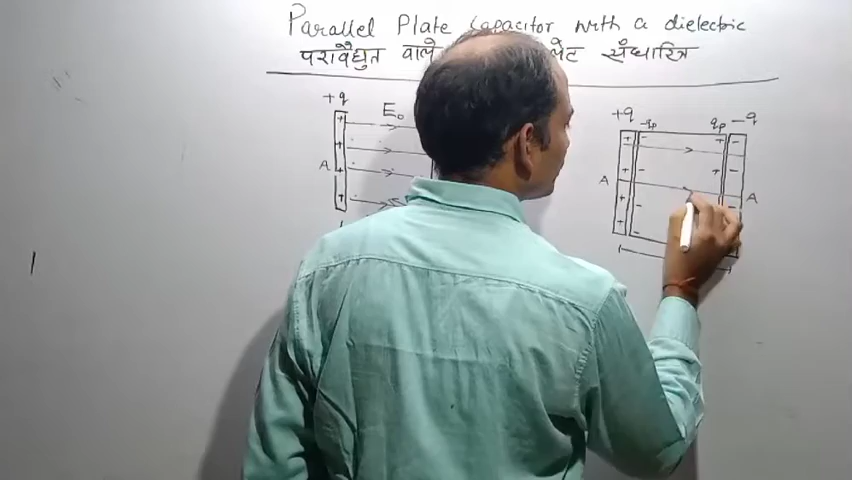 Parallel Plate Capacitor with a dielectric
परावैद्युत वाले प्लेट संधारित्र
+q E₀
A
+q -qp qp -q
A A